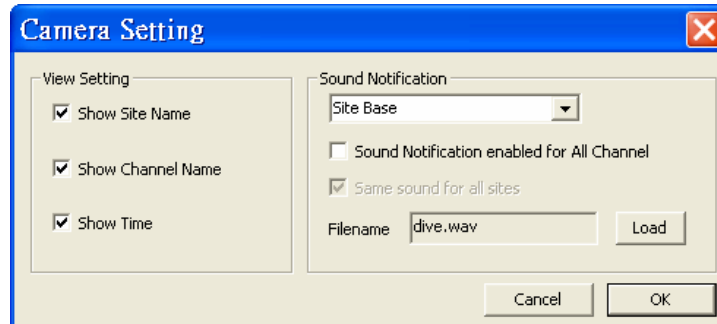 Camera Setting
View Setting
Show Site Name
Show Channel Name
Show Time
Sound Notification
Site Base
Sound Notification enabled for All Channel
Same sound for all sites
Filename dive.wav Load
Cancel OK